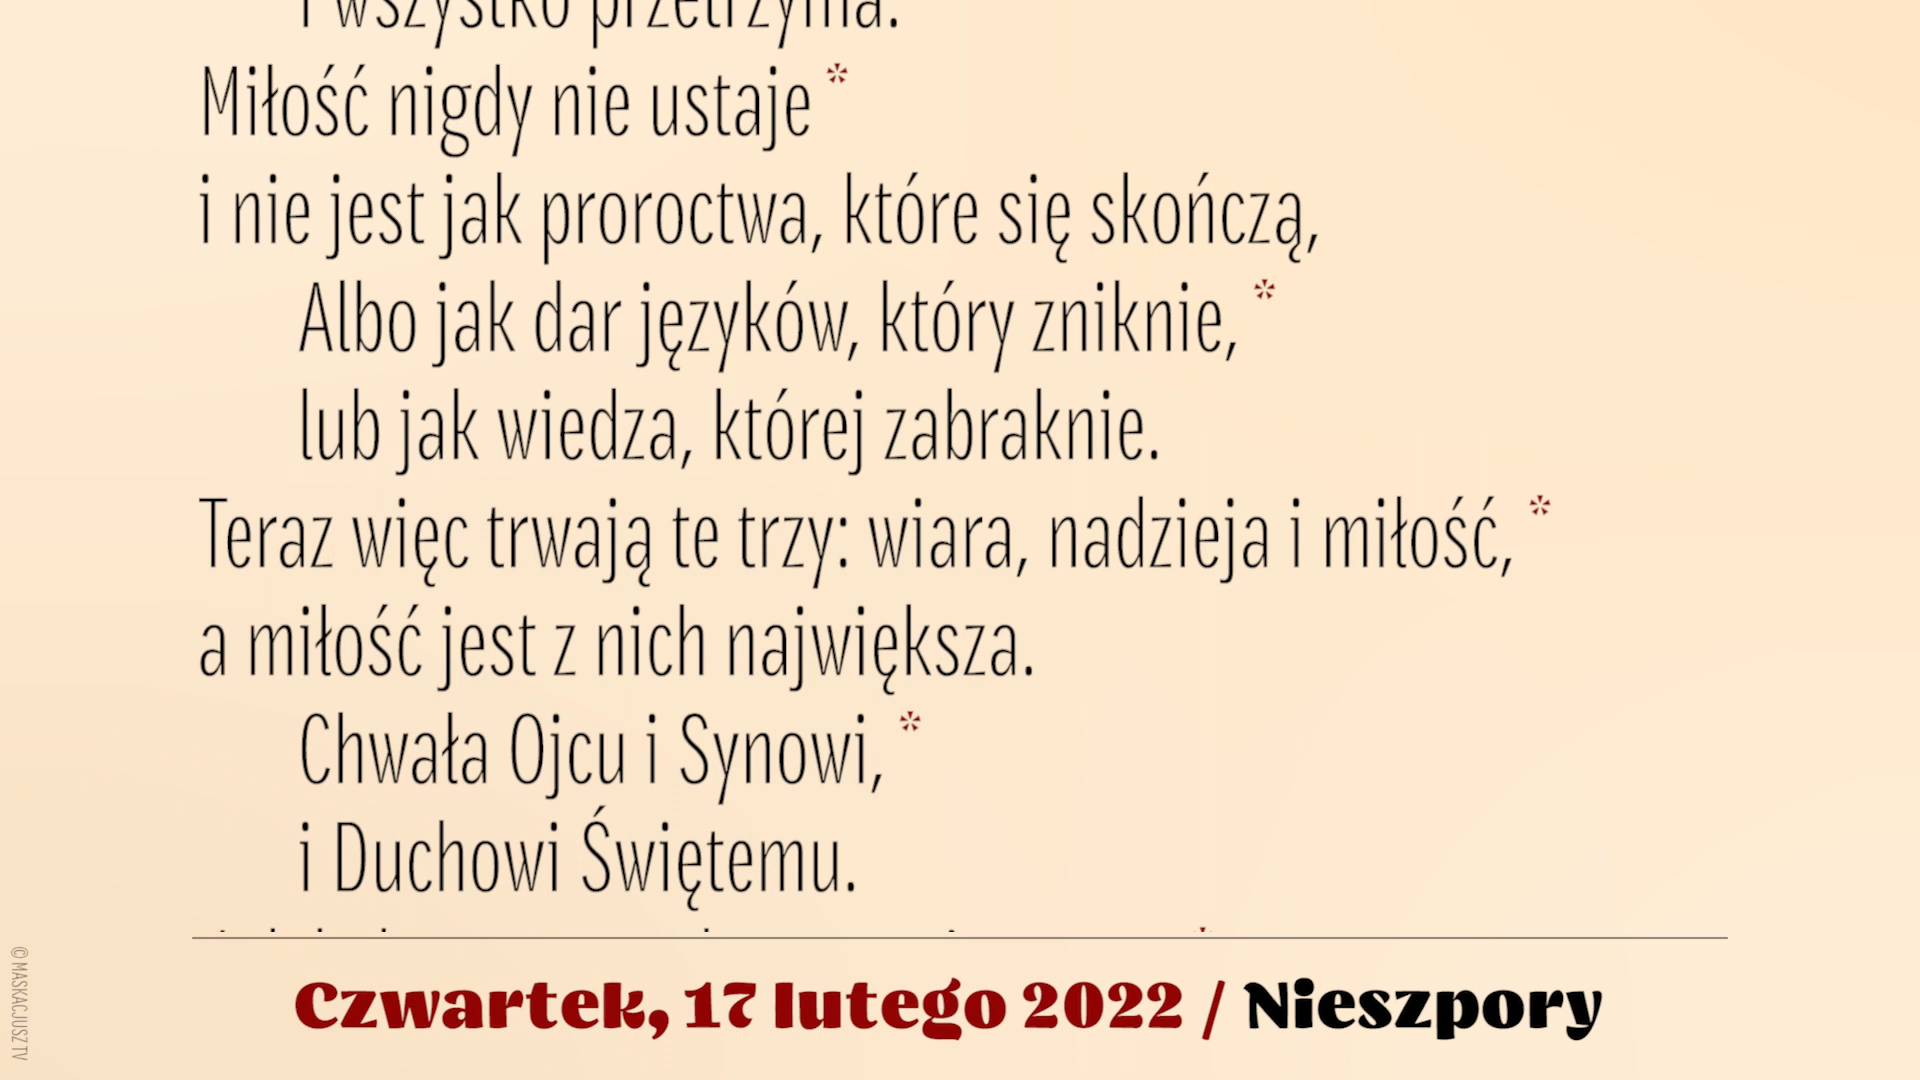 i wszystko przetrzyma.
Miłość nigdy nie ustaje *
i nie jest jak proroctwa, które się skończą,
Albo jak dar języków, który zniknie, *
lub jak wiedza, której zabraknie.
Teraz więc trwają te trzy: wiara, nadzieja i miłość, *
a miłość jest z nich największa.
Chwała Ojcu i Synowi, *
i Duchowi Świętemu.
Czwartek, 17 lutego 2022 / Nieszpory
© MASKACJUSZ TV